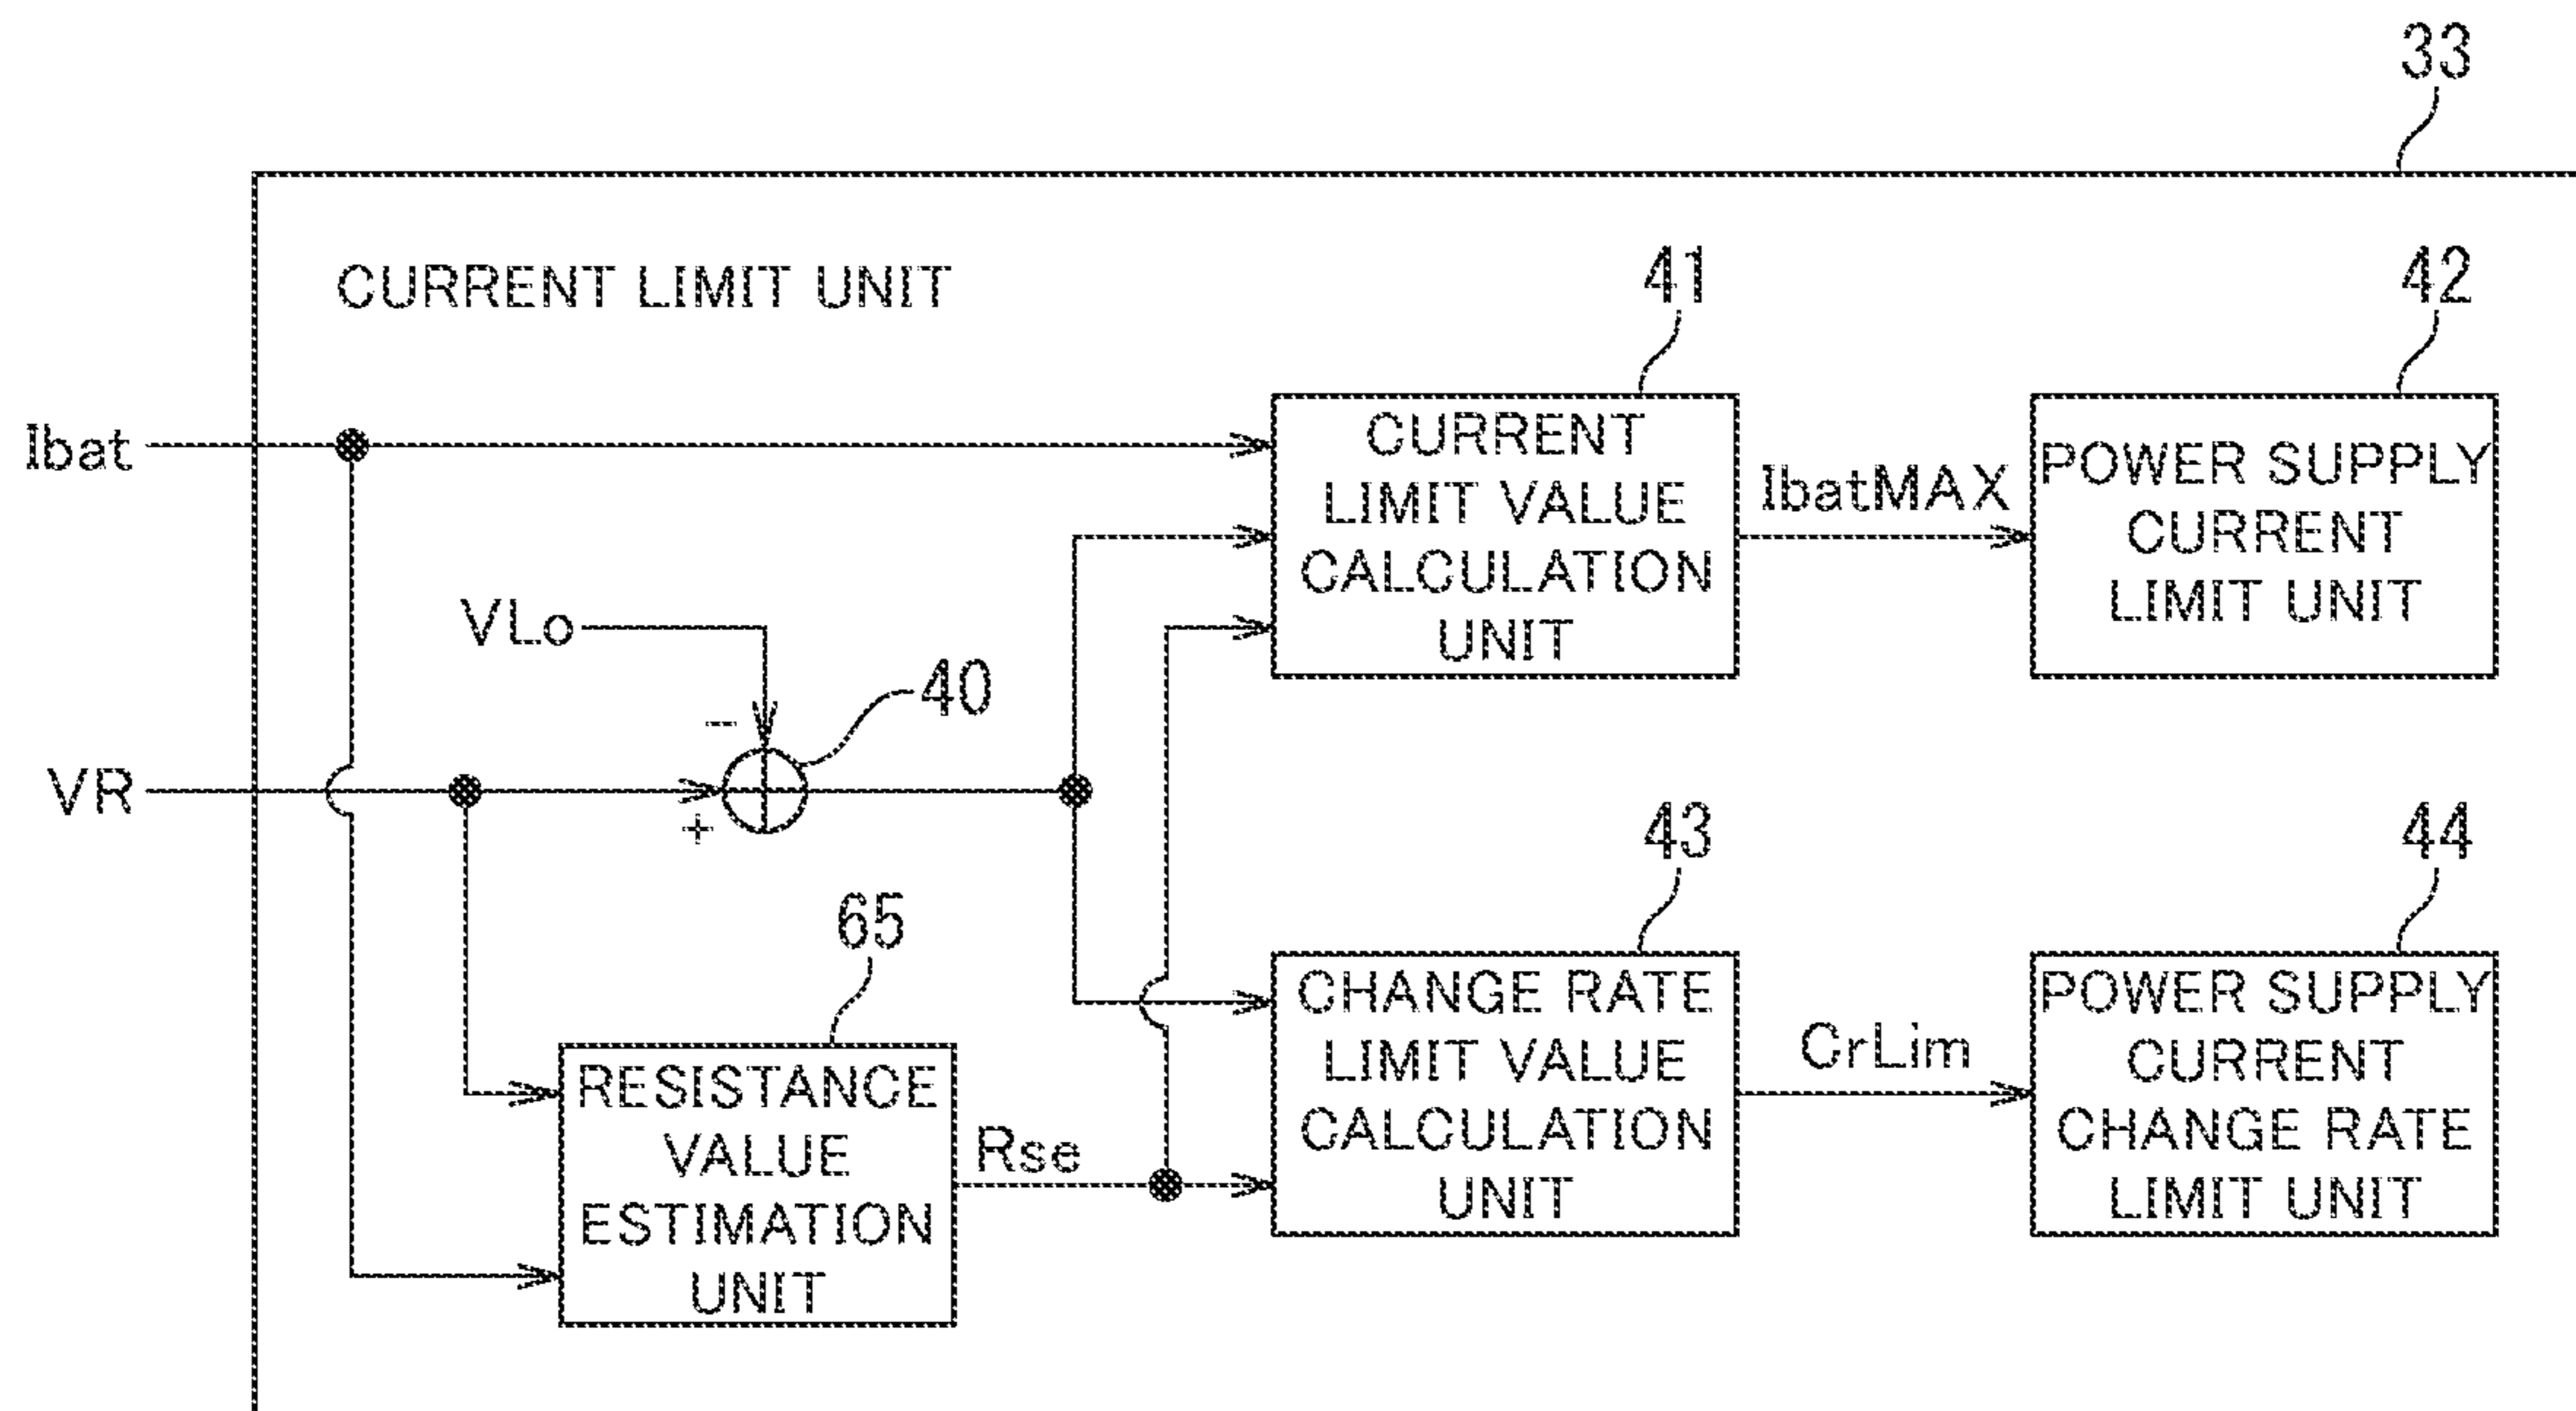 33
CURRENT LIMIT UNIT
41
42
Ibat
CURRENT
LIMIT VALUE
CALCULATION
UNIT
IbatMAX
POWER SUPPLY
CURRENT
LIMIT UNIT
VLo
40
−
VR
+
43
44
65
RESISTANCE
VALUE
ESTIMATION
UNIT
Rse
CHANGE RATE
LIMIT VALUE
CALCULATION
UNIT
CrLim
POWER SUPPLY
CURRENT
CHANGE RATE
LIMIT UNIT